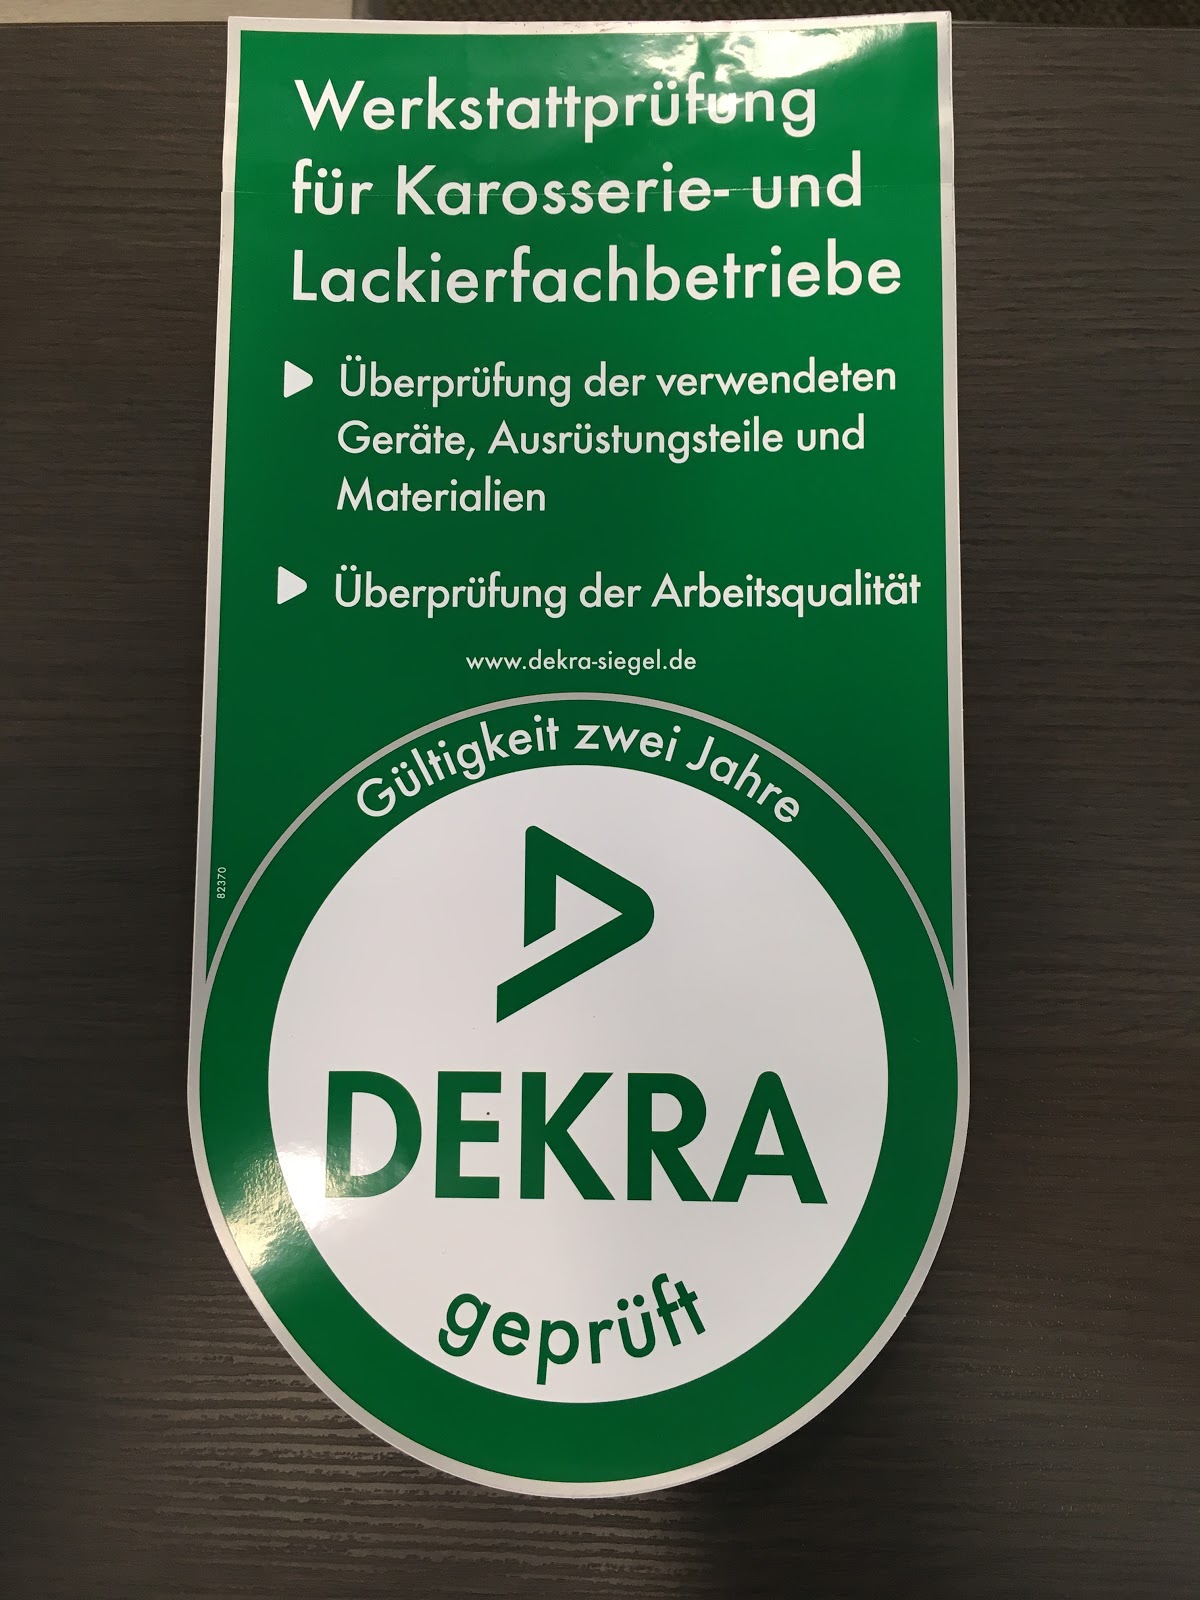 Werkstattprüfung
für Karosserie- und
Lackierfachbetriebe
Überprüfung der verwendeten
Geräte, Ausrüstungsteile und
Materialien
Überprüfung der Arbeitsqualität
www.dekra-siegel.de
Gültigkeit zwei Jahre
82370
DEKRA
geprüft